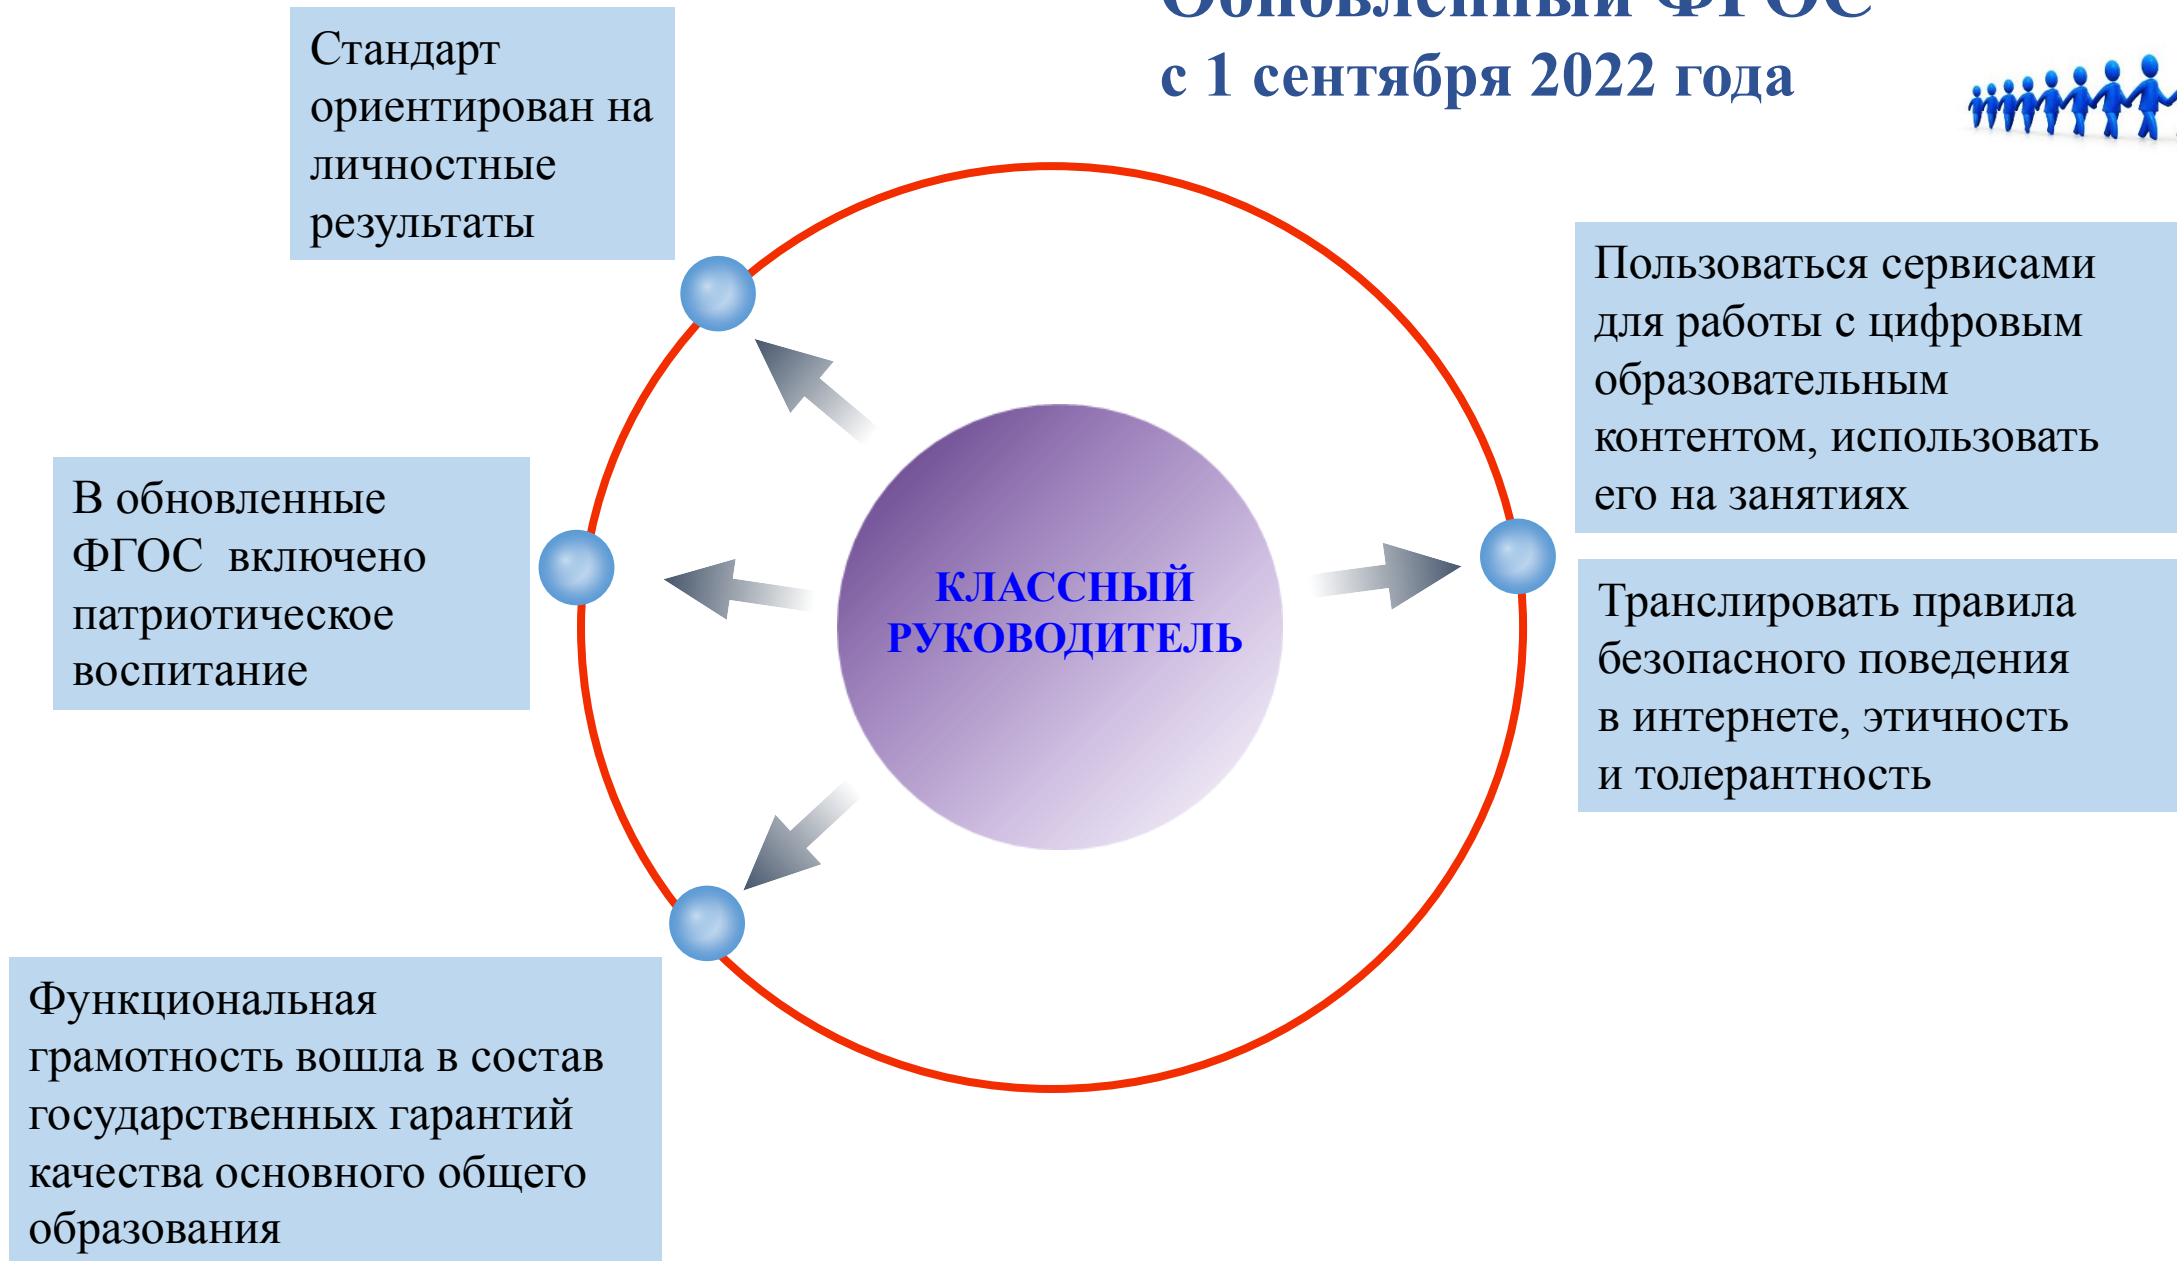 Обновленный ФГОС
с 1 сентября 2022 года
Стандарт
ориентирован на
личностные
результаты
В обновленные
ФГОС включено
патриотическое
воспитание
Функциональная
грамотность вошла в состав
государственных гарантий
качества основного общего
образования
КЛАССНЫЙ
РУКОВОДИТЕЛЬ
Пользоваться сервисами
для работы с цифровым
образовательным
контентом, использовать
его на занятиях
Транслировать правила
безопасного поведения
в интернете, этичность
и толерантность